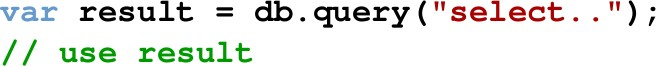 var result = db.query("select..");
// use result